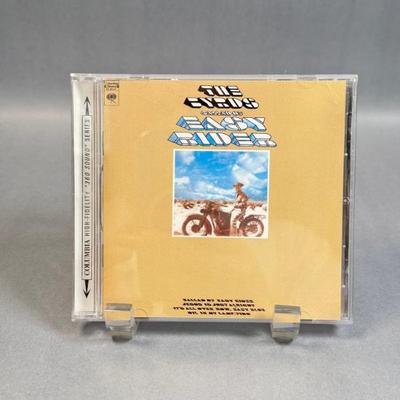 THE
BYRDS
BALLAD OF
EASY
RIDER
BALLAD OF EASY RIDER
JESUS IS JUST ALRIGHT
IT'S ALL OVER NOW, BABY BLUE
OIL IN MY LAMP/TULSA
COLUMBIA HIGH-FIDELITY "360 SOUND" SERIES